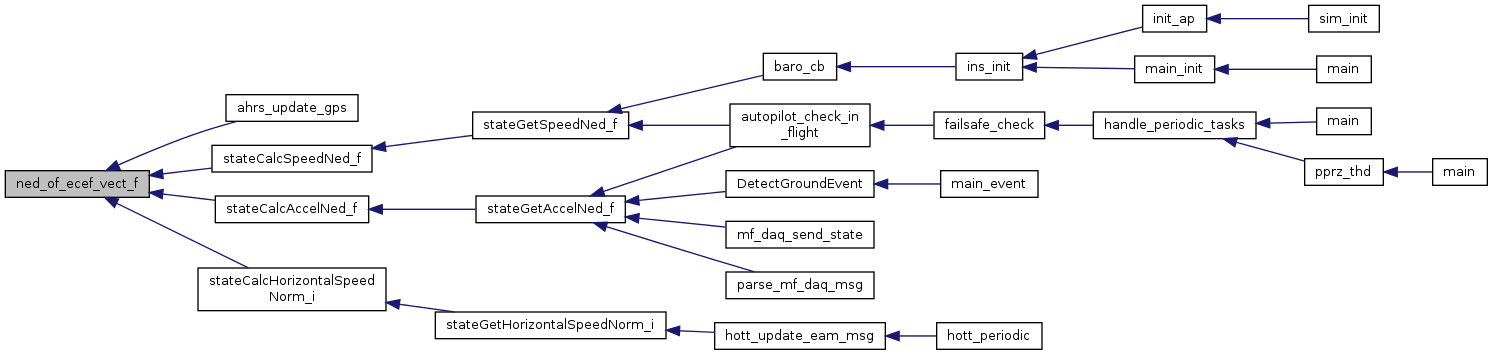 init_ap
sim_init
baro_cb
ins_init
main_init
main
ahrs_update_gps
stateGetSpeedNed_f
autopilot_check_in
_flight
failsafe_check
handle_periodic_tasks
main
stateCalcSpeedNed_f
pprz_thd
main
ned_of_ecef_vect_f
DetectGroundEvent
main_event
stateCalcAccelNed_f
stateGetAccelNed_f
mf_daq_send_state
stateCalcHorizontalSpeed
Norm_i
parse_mf_daq_msg
stateGetHorizontalSpeedNorm_i
hott_update_eam_msg
hott_periodic